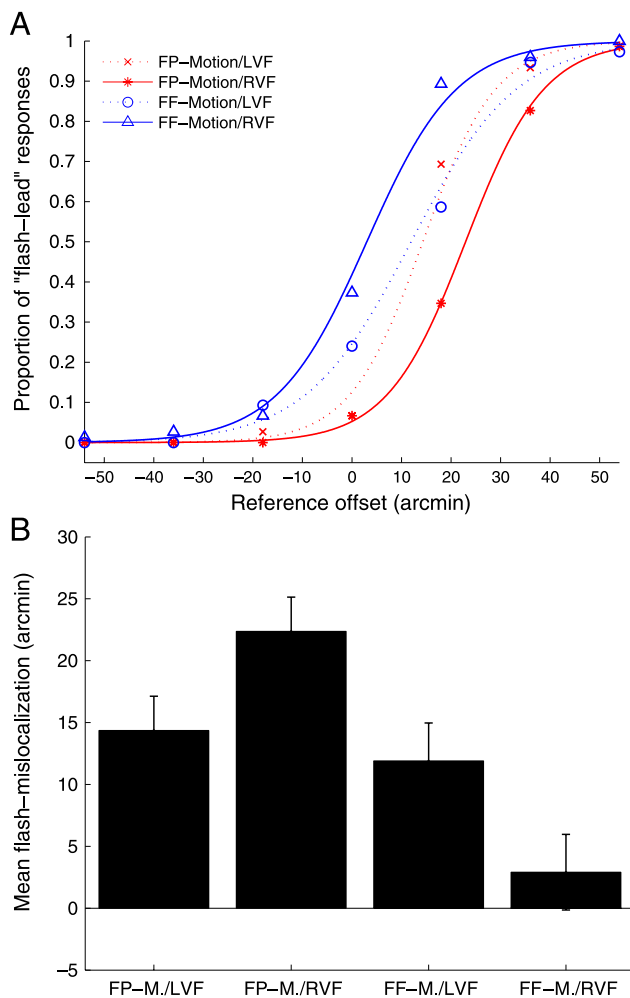 A
1
0.9
0.8
0.7
0.6
0.5
0.4
0.3
0.2
0.1
0
Proportion of "flash−lead" responses
FP−Motion/LVF
FP−Motion/RVF
FF−Motion/LVF
FF−Motion/RVF
−50 −40 −30 −20 −10 0 10 20 30 40 50
Reference offset (arcmin)
B
30
25
20
15
10
5
0
−5
Mean flash−mislocalization (arcmin)
FP−M./LVF FP−M./RVF FF−M./LVF FF−M./RVF